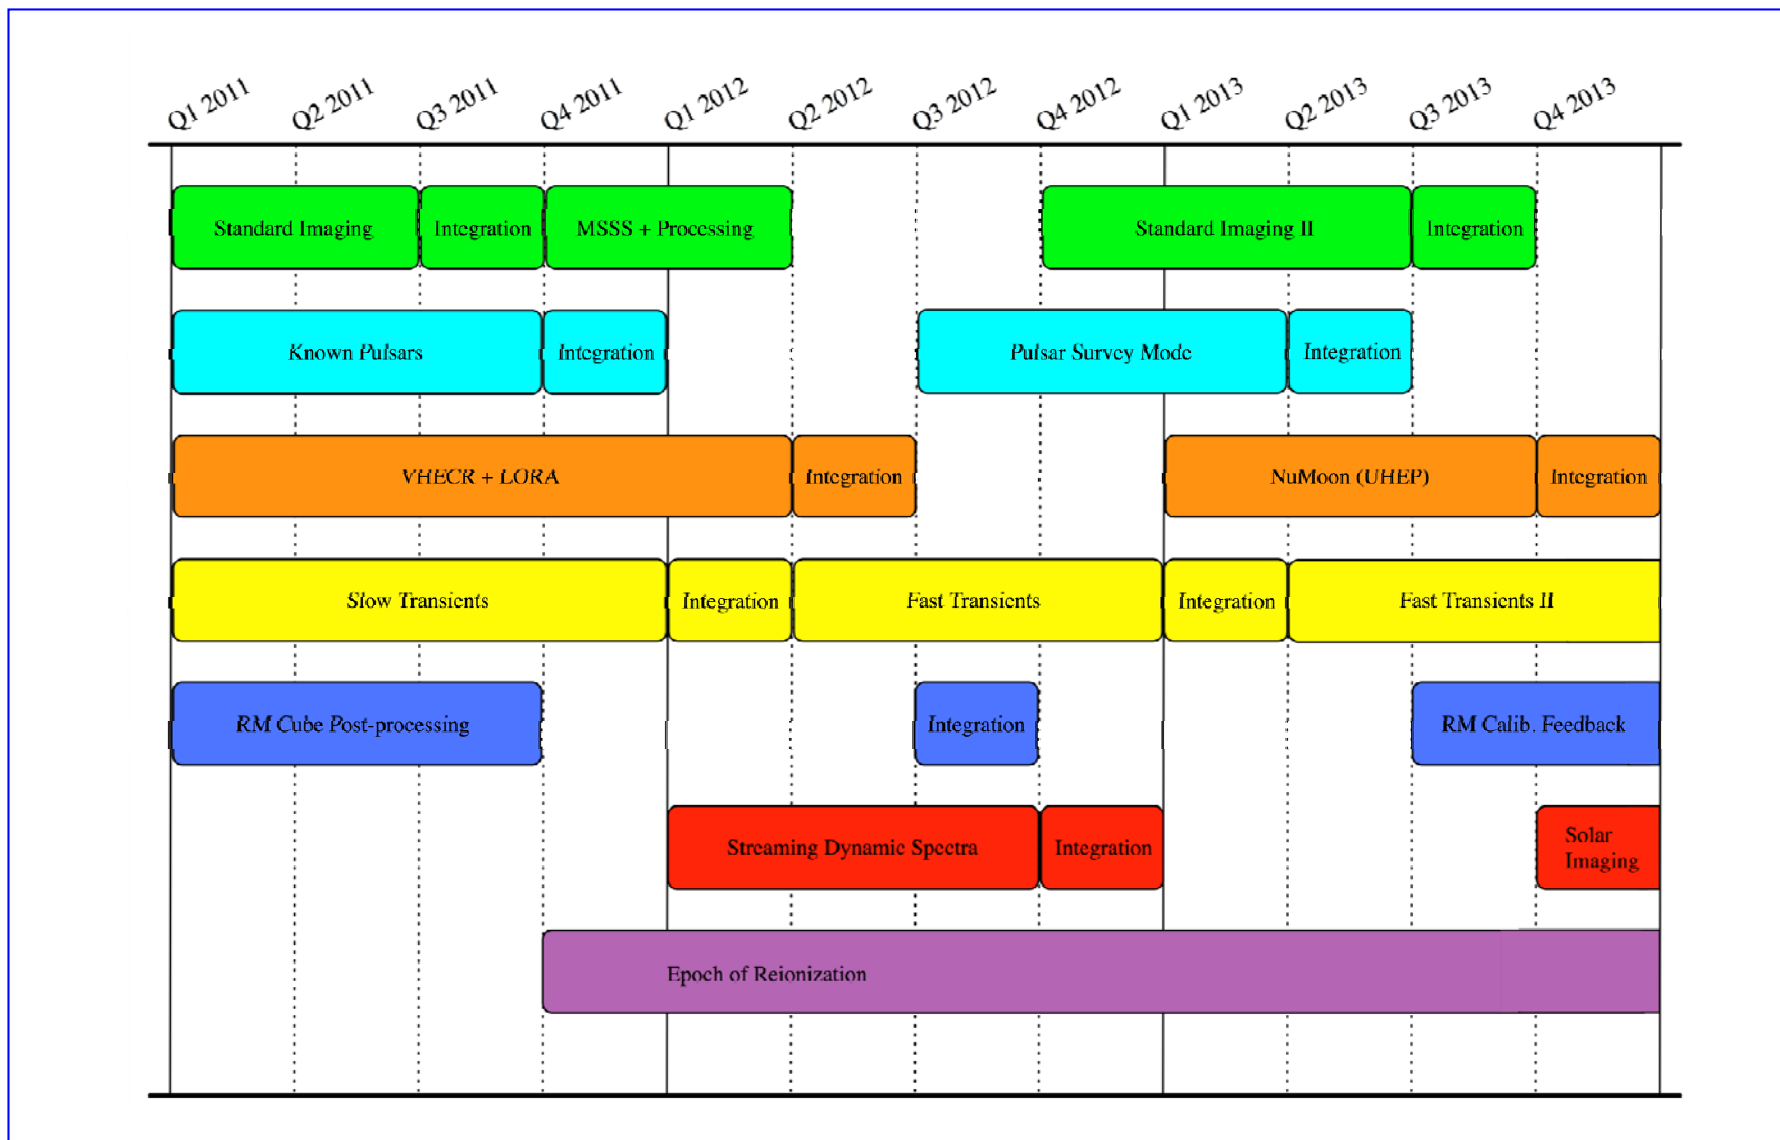 Q1 2011
Q2 2011
Q3 2011
Q4 2011
Q1 2012
Q2 2012
Q3 2012
Q4 2012
Q1 2013
Q2 2013
Q3 2013
Q4 2013
Standard Imaging
Integration
MSSS + Processing
Standard Imaging II
Integration
Known Pulsars
Integration
Pulsar Survey Mode
Integration
VHECR + LORA
Integration
NuMoon (UHEP)
Integration
Slow Transients
Integration
Fast Transients
Integration
Fast Transients II
RM Cube Post-processing
Integration
RM Calib. Feedback
Streaming Dynamic Spectra
Integration
Solar
Imaging
Epoch of Reionization